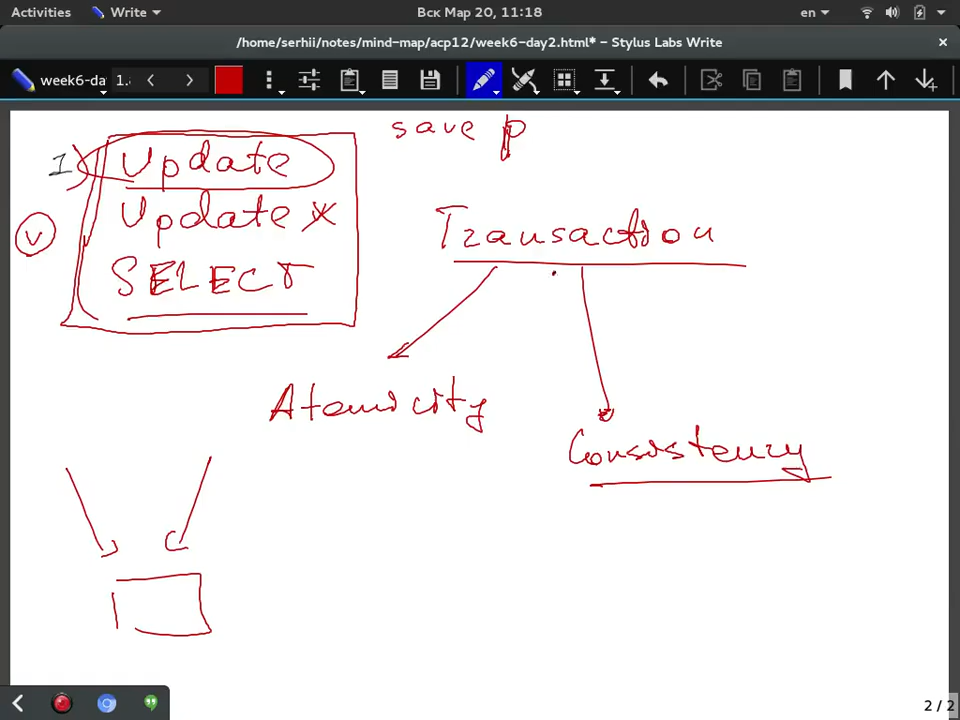 Activities Write Вск Мар 20, 11:18 en
/home/serhii/notes/mind-map/acp12/week6-day2.html* – Stylus Labs Write
week6-da 1.
save p
1) Update
Update x
v
SELECT
Transaction
Atomicity
Consistency
2 / 2